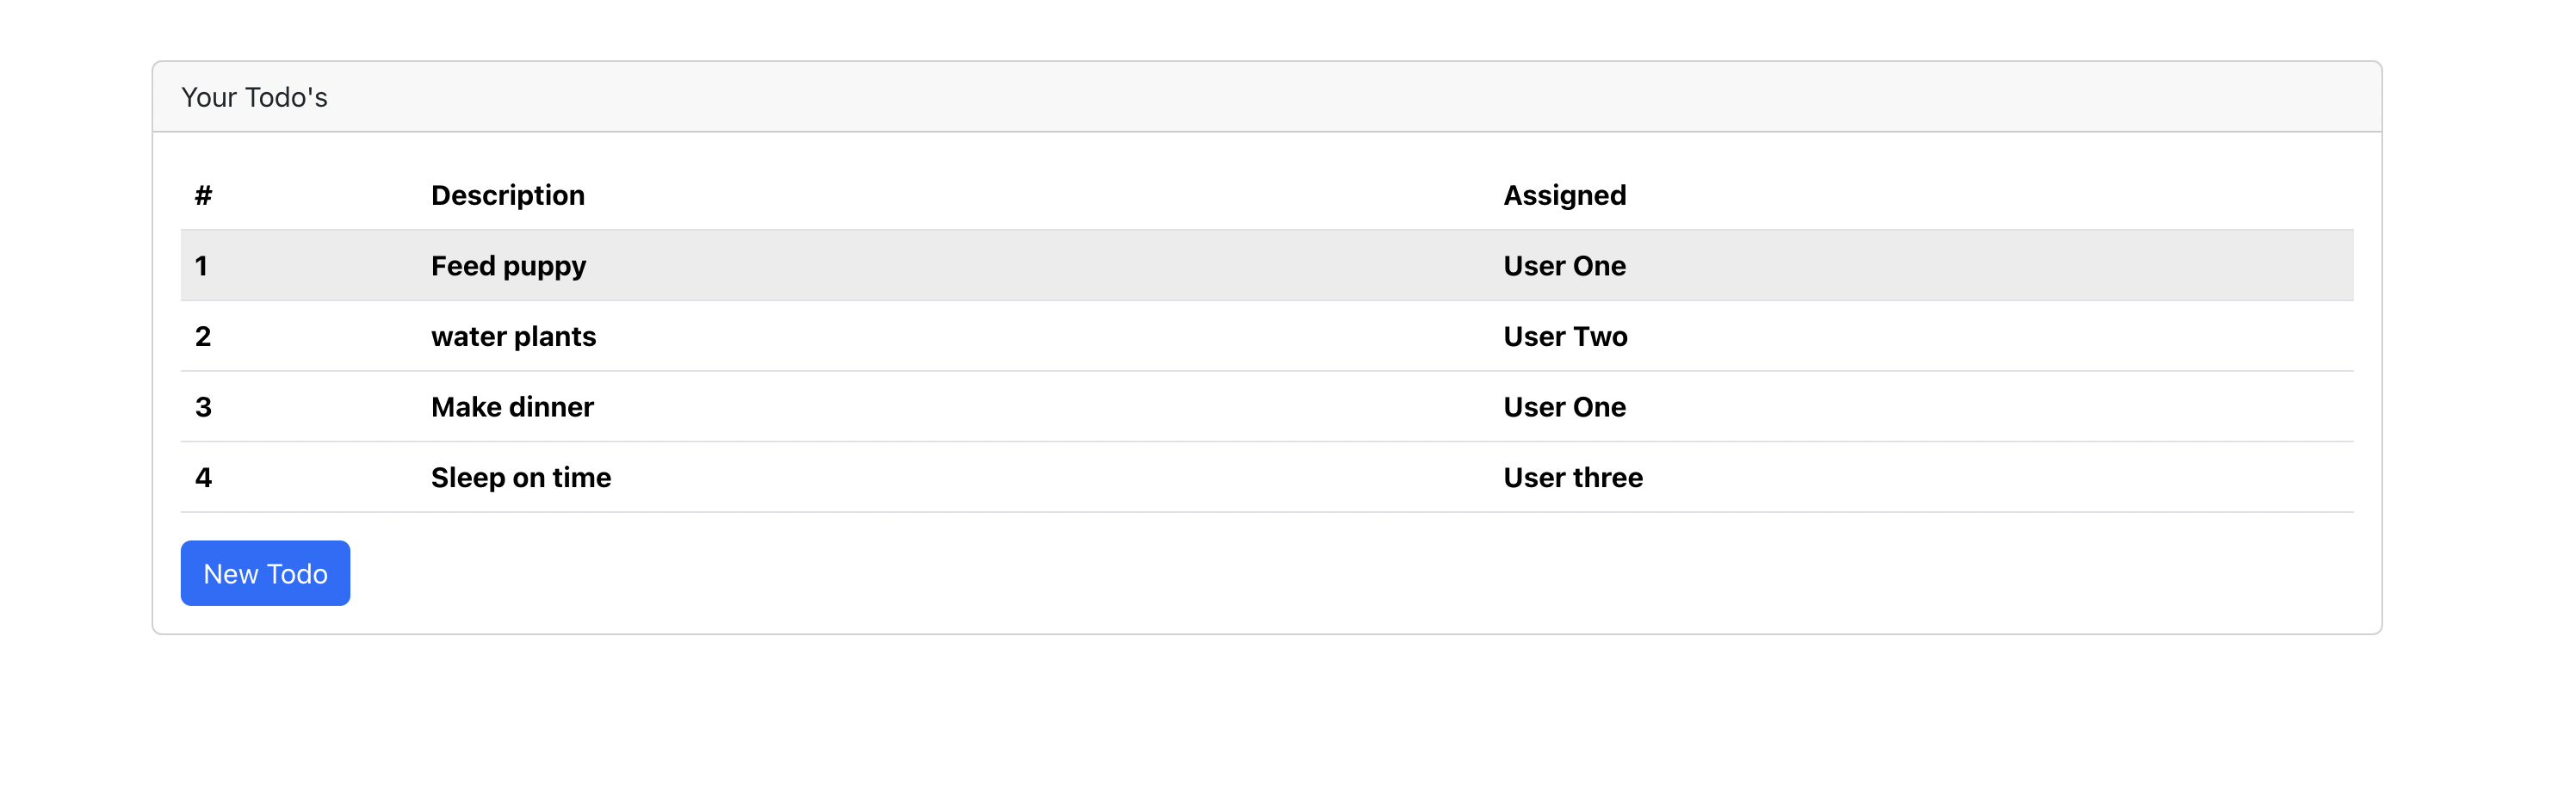 Your Todo's
# Description Assigned
1 Feed puppy User One
2 water plants User Two
3 Make dinner User One
4 Sleep on time User three
New Todo